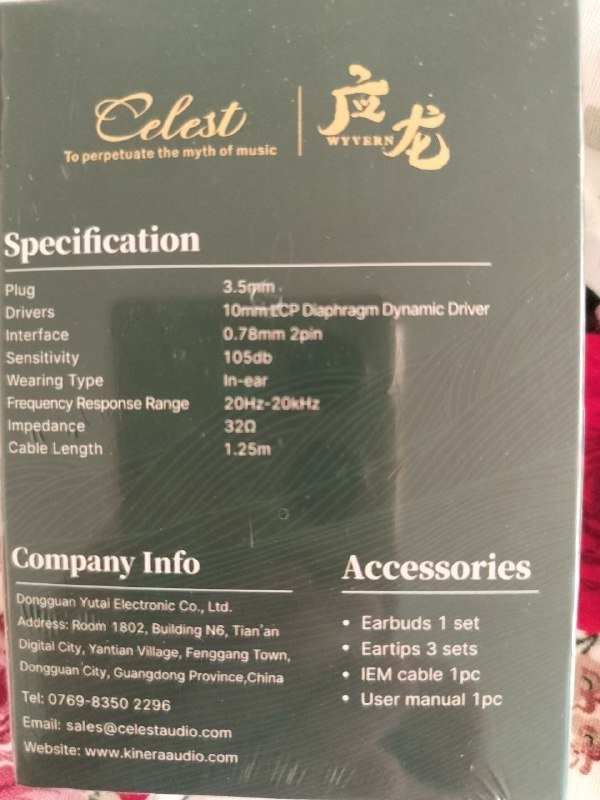 Celest
To perpetuate the myth of music
应龙
WYVERN
Specification
Plug 3.5mm
Drivers 10mm LCP Diaphragm Dynamic Driver
Interface 0.78mm 2pin
Sensitivity 105db
Wearing Type In-ear
Frequency Response Range 20Hz-20kHz
Impedance 32Ω
Cable Length 1.25m
Company Info
Dongguan Yutai Electronic Co., Ltd.
Address: Room 1802, Building N6, Tian'an
Digital City, Yantian Village, Fenggang Town,
Dongguan City, Guangdong Province,China
Tel: 0769-8350 2296
Email: sales@celestaudio.com
Website: www.kineraaudio.com
Accessories
• Earbuds 1 set
• Eartips 3 sets
• IEM cable 1pc
• User manual 1pc